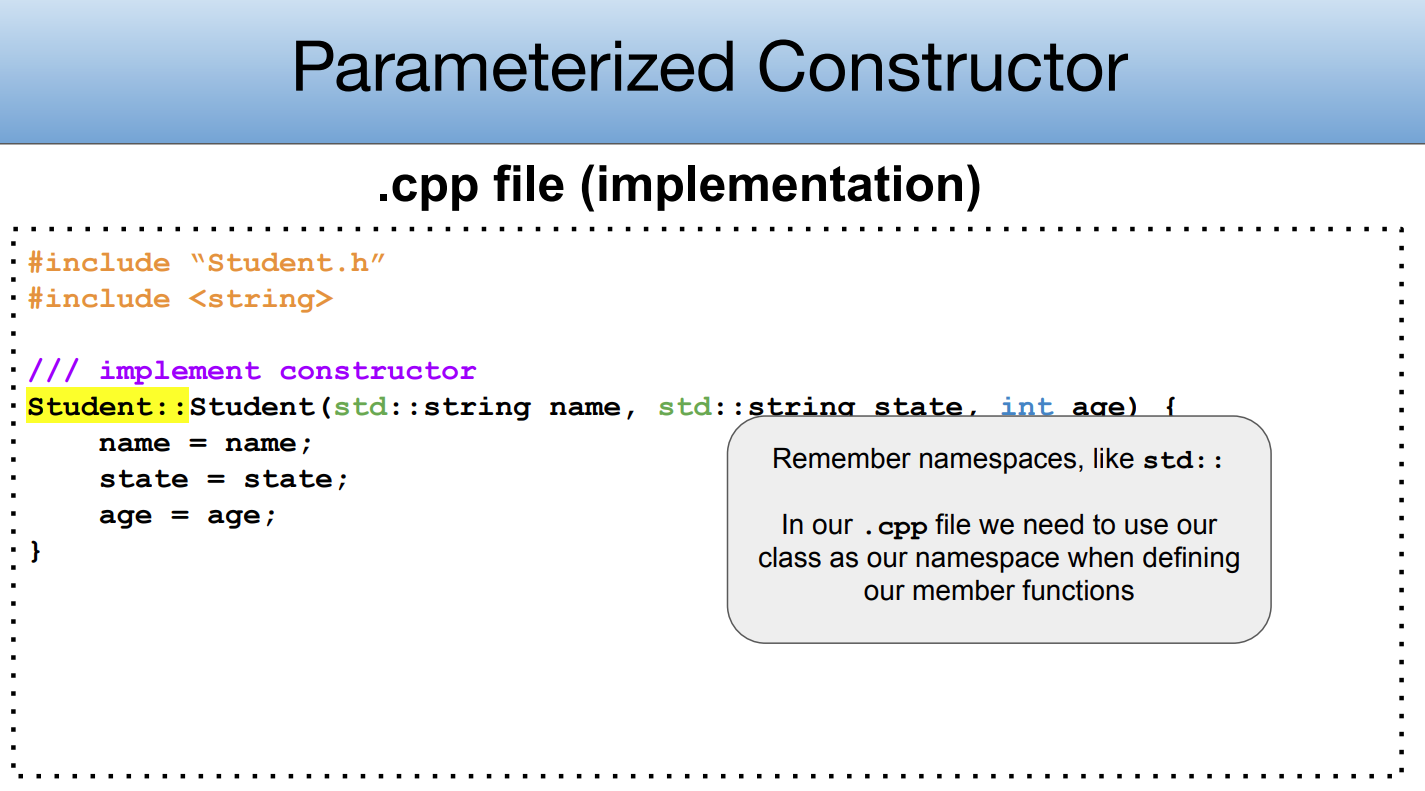 Parameterized Constructor
.cpp file (implementation)
#include “Student.h”
#include <string>
/// implement constructor
Student::Student(std::string name, std::string state, int age) {
name = name;
state = state;
age = age;
}
Remember namespaces, like std::
In our .cpp file we need to use our
class as our namespace when defining
our member functions